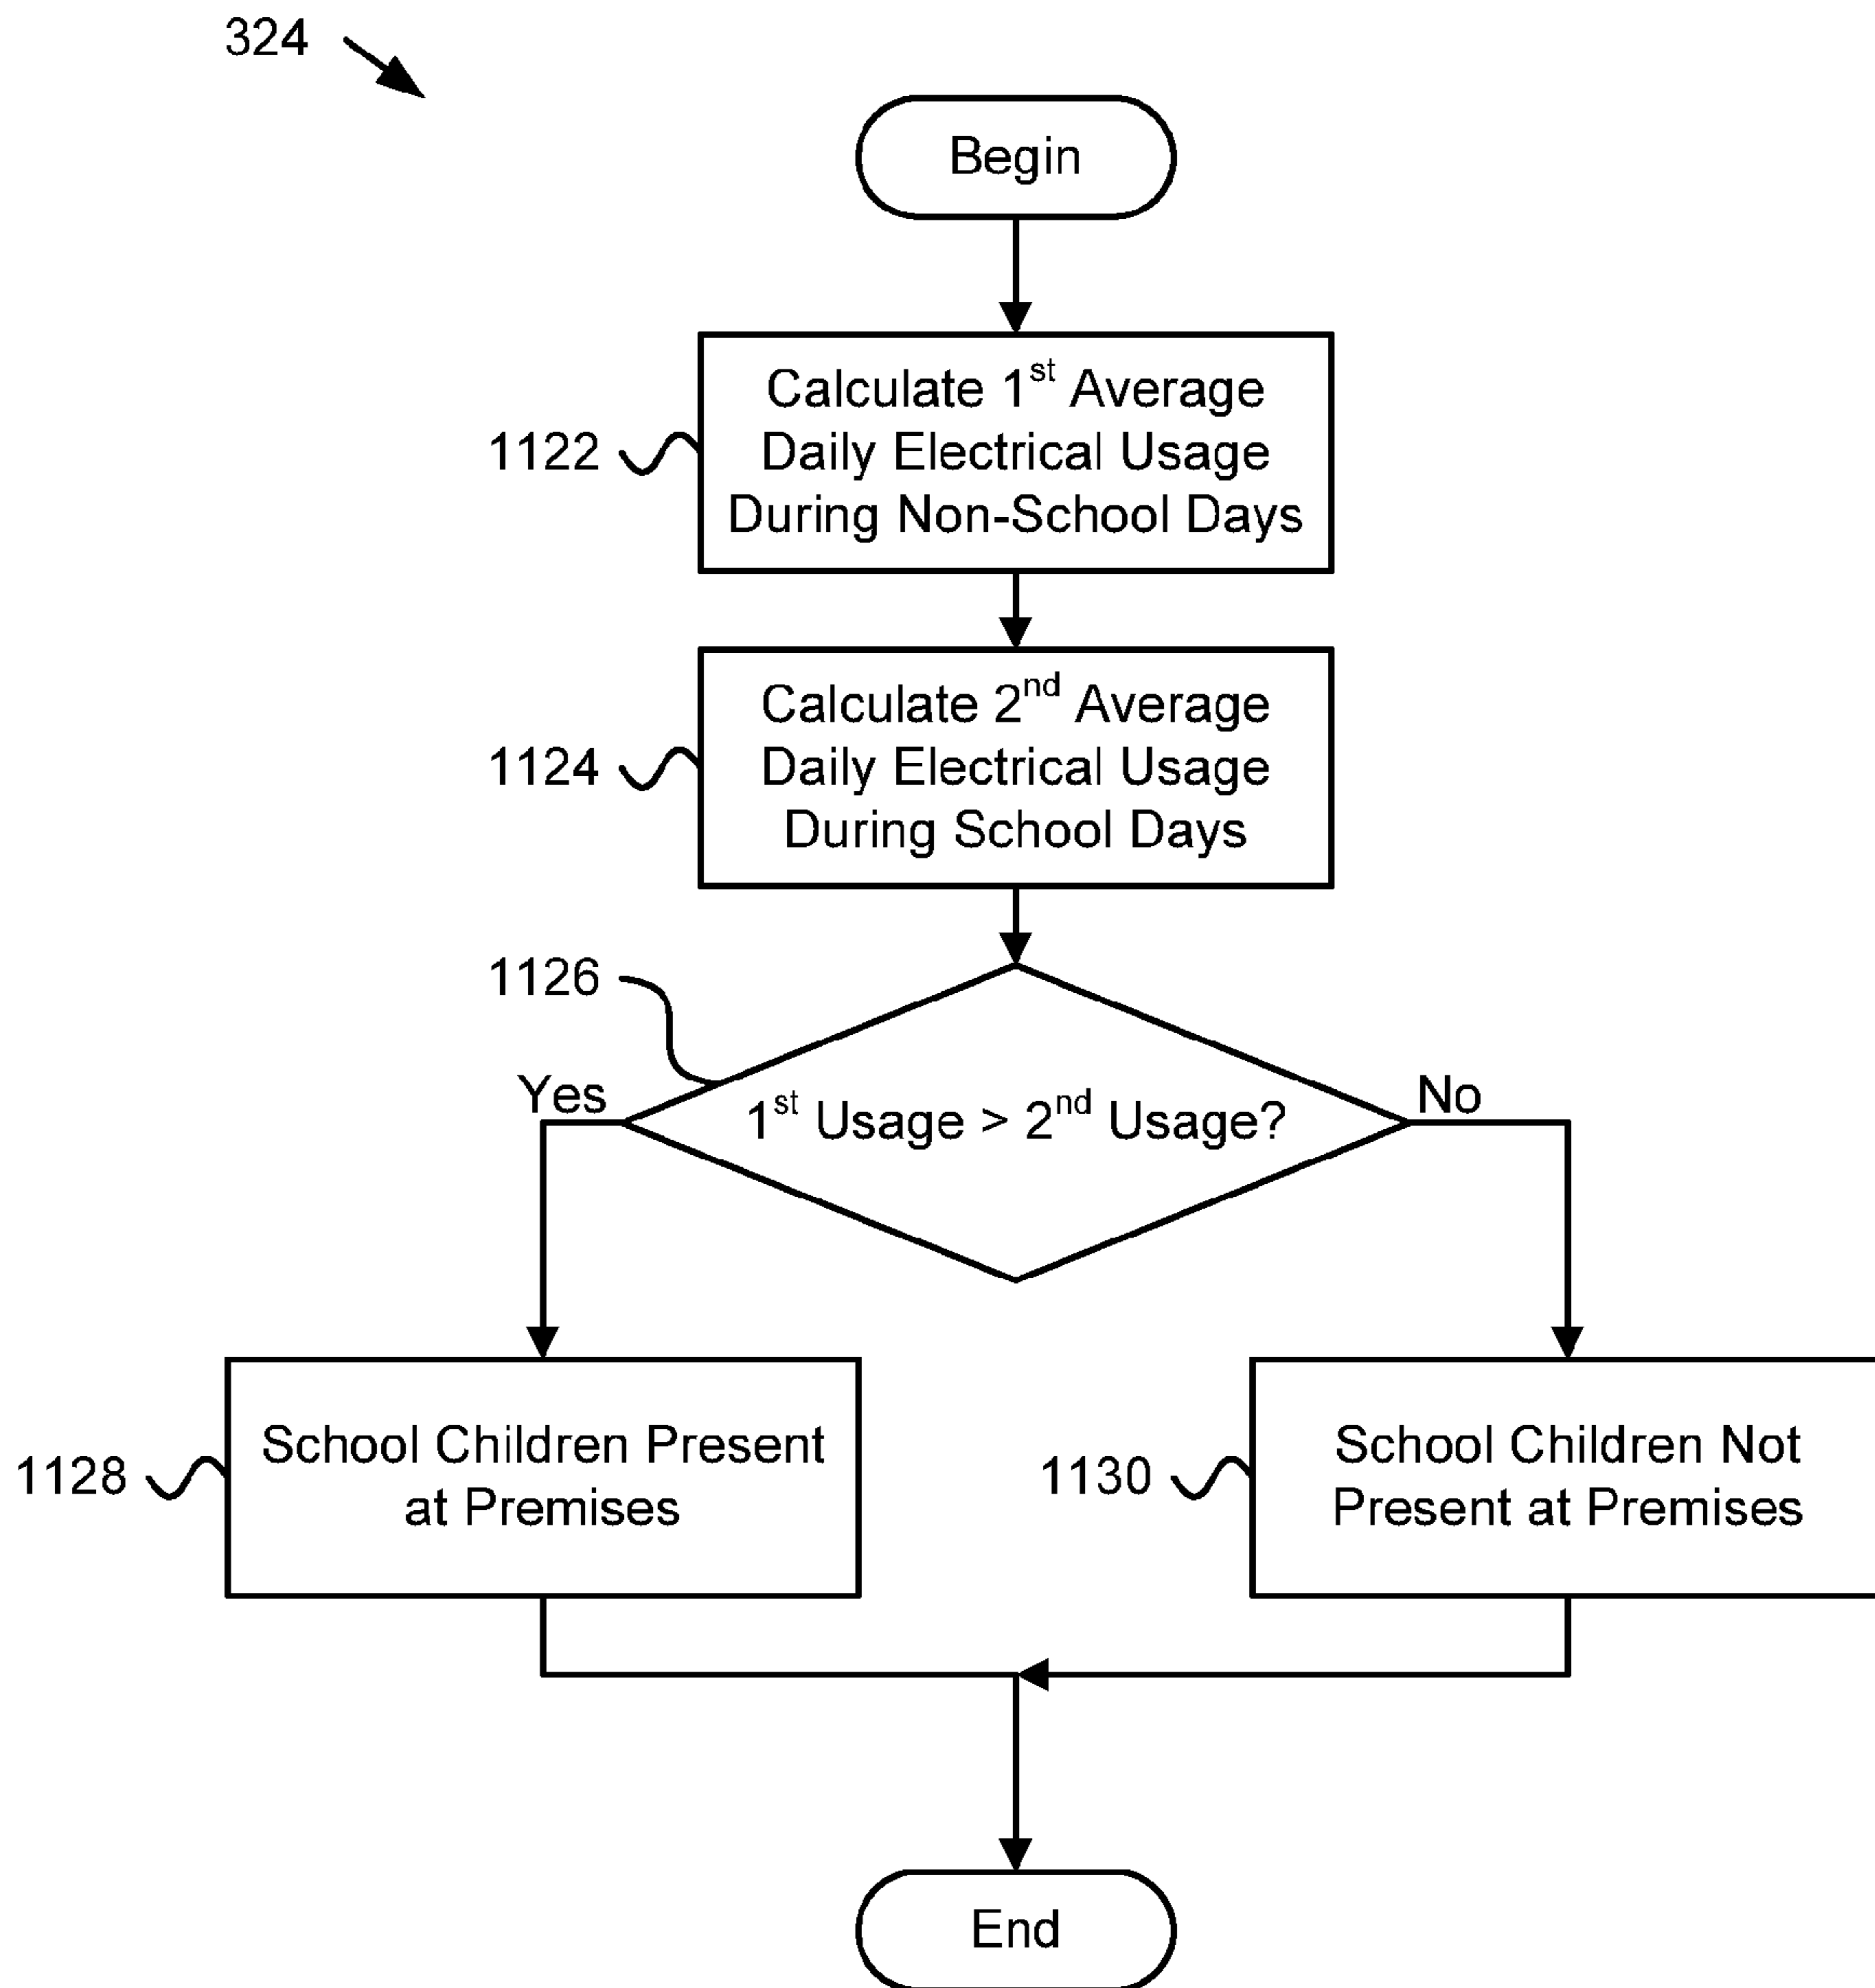 324
Begin
1122
Calculate 1st Average
Daily Electrical Usage
During Non-School Days
1124
Calculate 2nd Average
Daily Electrical Usage
During School Days
1126
Yes
1st Usage > 2nd Usage?
No
1128
School Children Present
at Premises
1130
School Children Not
Present at Premises
End